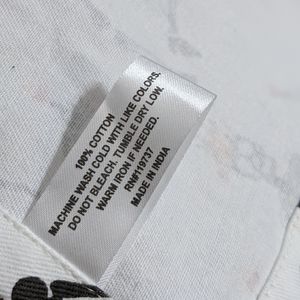 100% COTTON
MACHINE WASH COLD WITH LIKE COLORS.
DO NOT BLEACH. TUMBLE DRY LOW.
WARM IRON IF NEEDED.
RN#119737
MADE IN INDIA